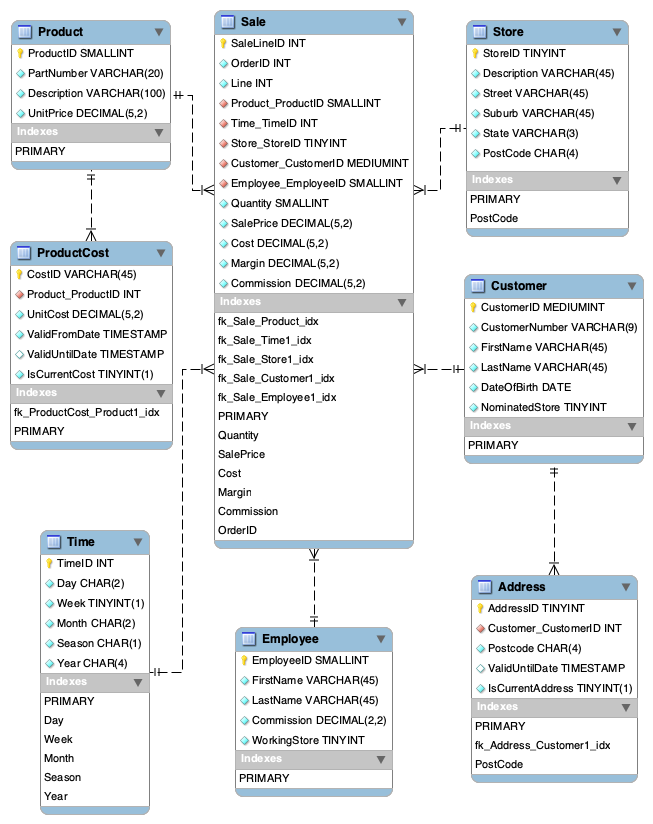 Product
ProductID SMALLINT
PartNumber VARCHAR(20)
Description VARCHAR(100)
UnitPrice DECIMAL(5,2)
Indexes
PRIMARY
Sale
SaleLineID INT
OrderID INT
Line INT
Product_ProductID SMALLINT
Time_TimeID INT
Store_StoreID TINYINT
Customer_CustomerID MEDIUMINT
Employee_EmployeeID SMALLINT
Quantity SMALLINT
SalePrice DECIMAL(5,2)
Cost DECIMAL(5,2)
Margin DECIMAL(5,2)
Commission DECIMAL(5,2)
Indexes
fk_Sale_Product_idx
fk_Sale_Time1_idx
fk_Sale_Store1_idx
fk_Sale_Customer1_idx
fk_Sale_Employee1_idx
PRIMARY
Quantity
SalePrice
Cost
Margin
Commission
OrderID
Store
StoreID TINYINT
Description VARCHAR(45)
Street VARCHAR(45)
Suburb VARCHAR(45)
State VARCHAR(3)
PostCode CHAR(4)
Indexes
PRIMARY
PostCode
ProductCost
CostID VARCHAR(45)
Product_ProductID INT
UnitCost DECIMAL(5,2)
ValidFromDate TIMESTAMP
ValidUntilDate TIMESTAMP
IsCurrentCost TINYINT(1)
Indexes
fk_ProductCost_Product1_idx
PRIMARY
Customer
CustomerID MEDIUMINT
CustomerNumber VARCHAR(9)
FirstName VARCHAR(45)
LastName VARCHAR(45)
DateOfBirth DATE
NominatedStore TINYINT
Indexes
PRIMARY
Time
TimeID INT
Day CHAR(2)
Week TINYINT(1)
Month CHAR(2)
Season CHAR(1)
Year CHAR(4)
Indexes
PRIMARY
Day
Week
Month
Season
Year
Employee
EmployeeID SMALLINT
FirstName VARCHAR(45)
LastName VARCHAR(45)
Commission DECIMAL(2,2)
WorkingStore TINYINT
Indexes
PRIMARY
Address
AddressID TINYINT
Customer_CustomerID INT
Postcode CHAR(4)
ValidUntilDate TIMESTAMP
IsCurrentAddress TINYINT(1)
Indexes
PRIMARY
fk_Address_Customer1_idx
PostCode